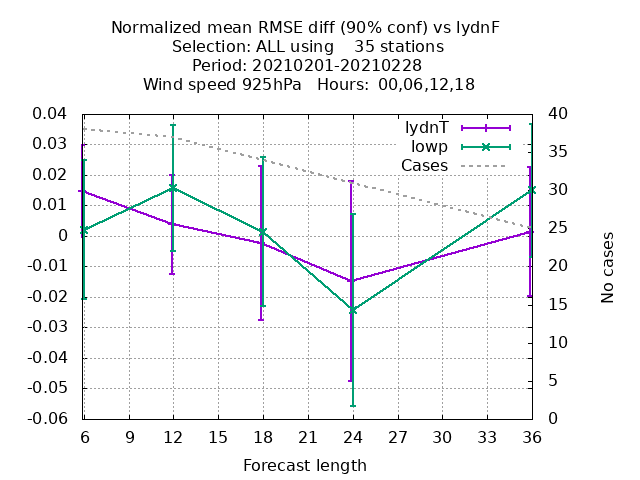 Normalized mean RMSE diff (90% conf) vs lydnF
Selection: ALL using    35 stations
Period: 20210201-20210228
Wind speed 925hPa   Hours:  00,06,12,18
0.04
0.03
0.02
0.01
0
-0.01
-0.02
-0.03
-0.04
-0.05
-0.06
lydnT
lowp
Cases
40
35
30
25
20
15
10
5
0
No cases
6 9 12 15 18 21 24 27 30 33 36
Forecast length